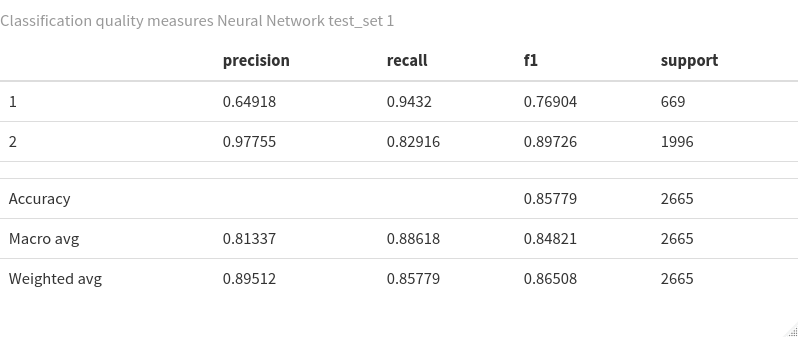 Classification quality measures Neural Network test_set 1
precision recall f1 support
1 0.64918 0.9432 0.76904 669
2 0.97755 0.82916 0.89726 1996
Accuracy 0.85779 2665
Macro avg 0.81337 0.88618 0.84821 2665
Weighted avg 0.89512 0.85779 0.86508 2665